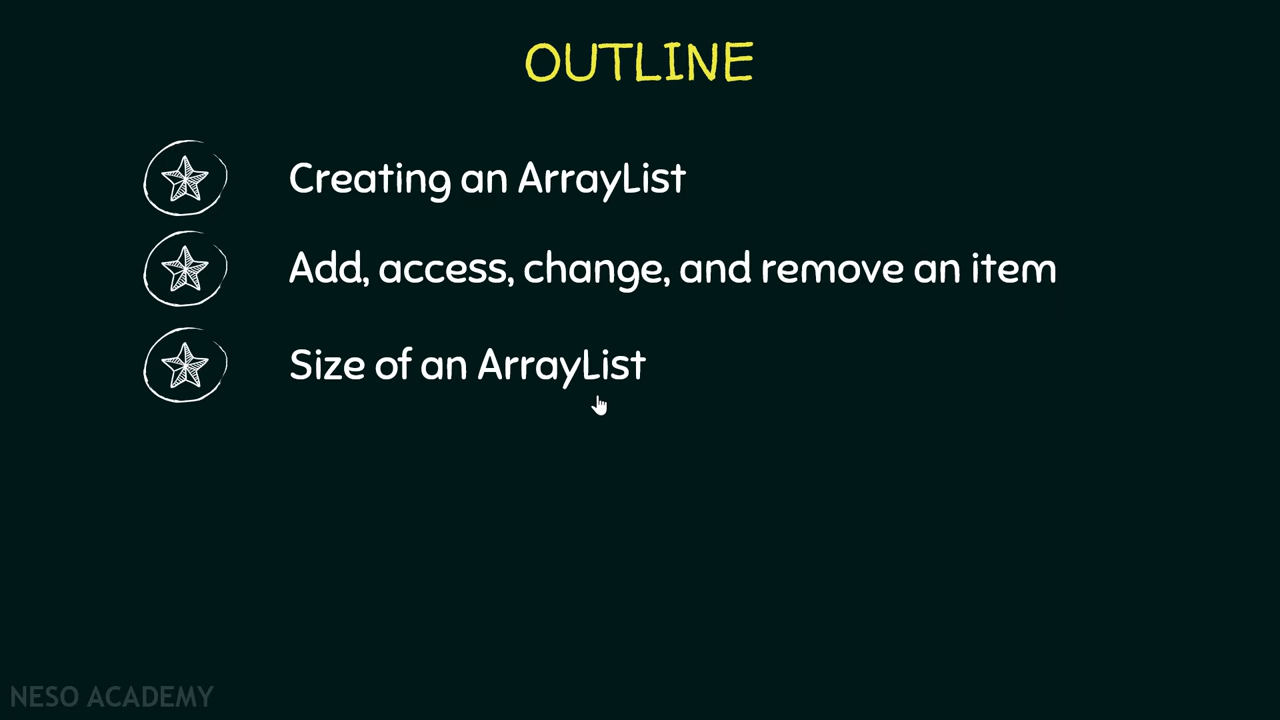 OUTLINE
Creating an ArrayList
Add, access, change, and remove an item
Size of an ArrayList
NESO ACADEMY